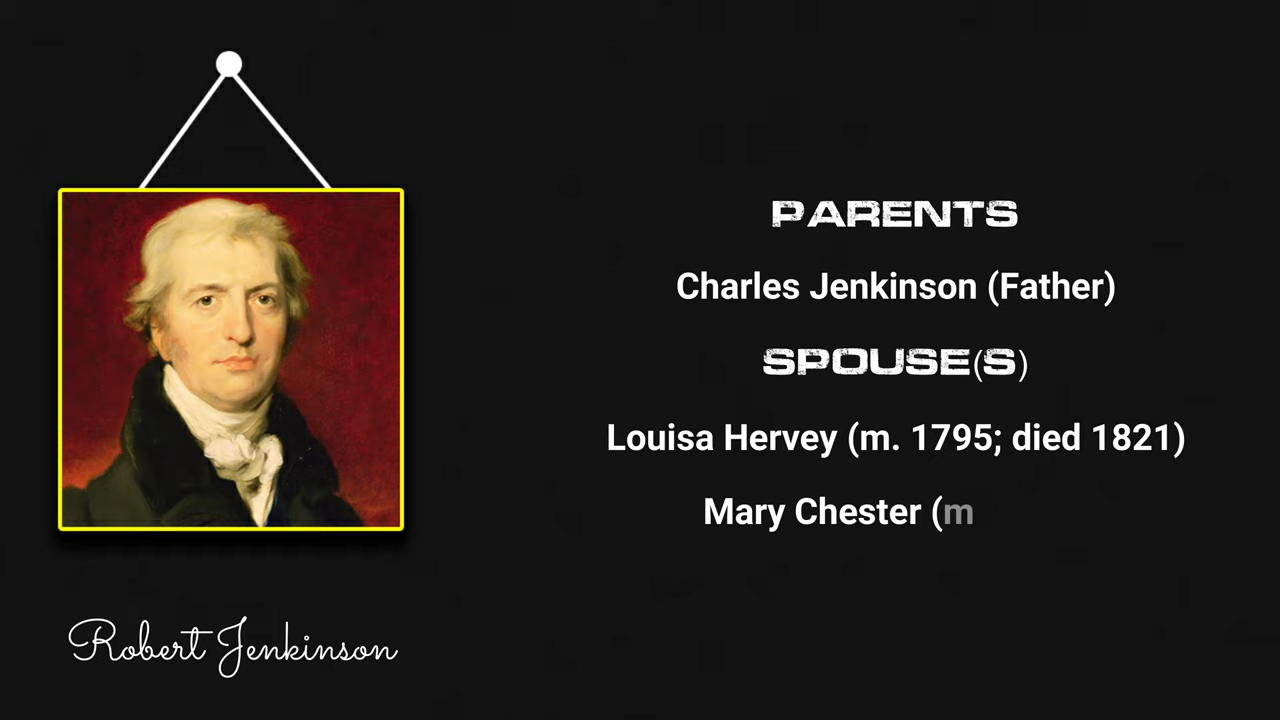 PARENTS
Charles Jenkinson (Father)
SPOUSE(S)
Louisa Hervey (m. 1795; died 1821)
Mary Chester (m
Robert Jenkinson